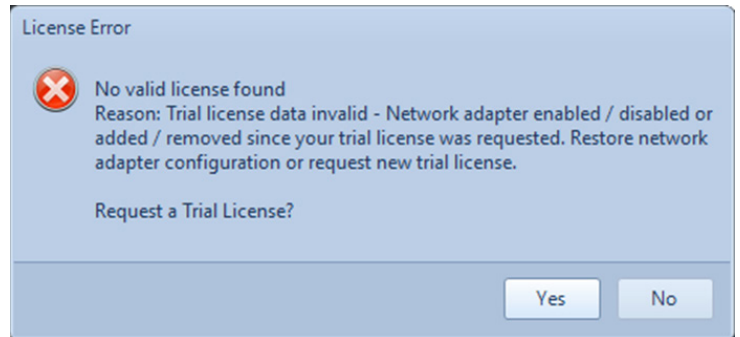 License Error
No valid license found
Reason: Trial license data invalid - Network adapter enabled / disabled or
added / removed since your trial license was requested. Restore network
adapter configuration or request new trial license.
Request a Trial License?
Yes
No